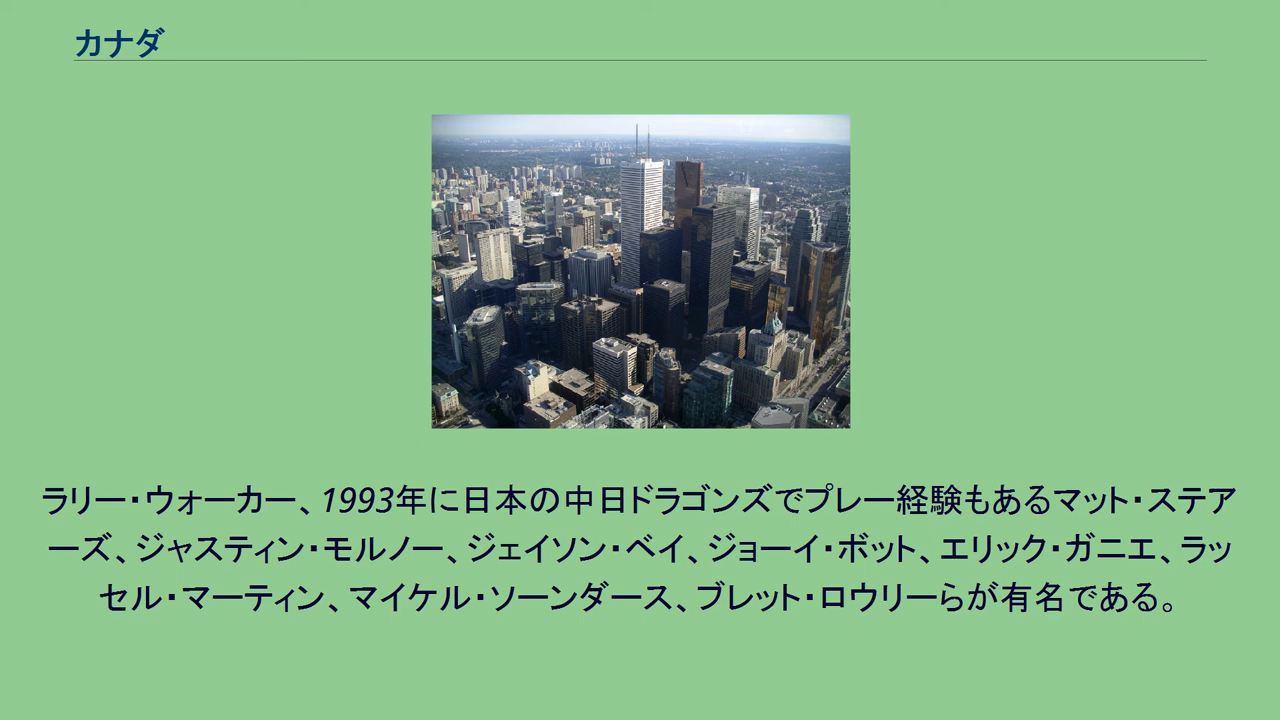 カナダ
ラリー・ウォーカー、1993年に日本の中日ドラゴンズでプレー経験もあるマット・ステア
ーズ、ジャスティン・モルノー、ジェイソン・ベイ、ジョーイ・ボット、エリック・ガニエ、ラッ
セル・マーティン、マイケル・ソーンダース、ブレット・ロウリーらが有名である。